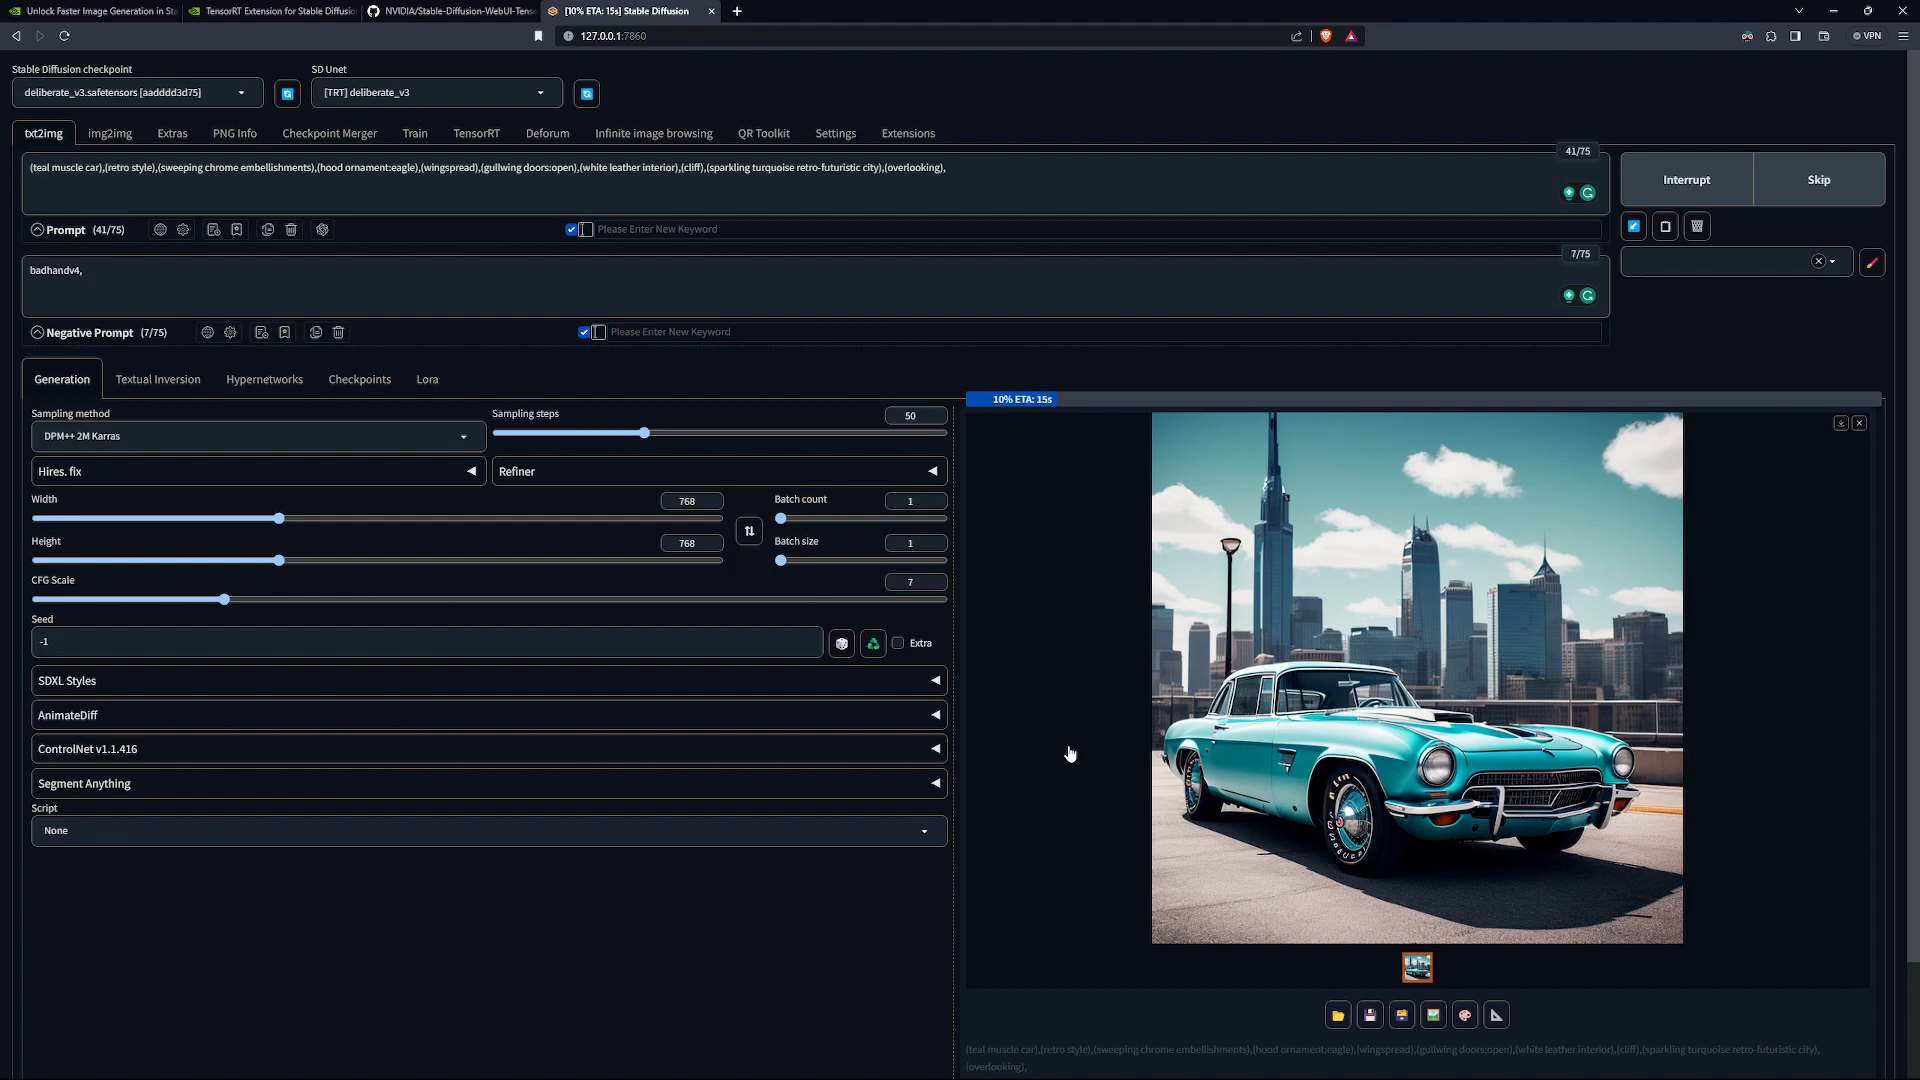 Unlock Faster Image Generation in Sta
TensorRT Extension for Stable Diffusio
NVIDIA/Stable-Diffusion-WebUI-Tenso
[10% ETA: 15s] Stable Diffusion
127.0.0.1:7860
VPN
Stable Diffusion checkpoint
SD Unet
deliberate_v3.safetensors [aadddd3d75]
[TRT] deliberate_v3
txt2img
img2img
Extras
PNG Info
Checkpoint Merger
Train
TensorRT
Deforum
Infinite image browsing
QR Toolkit
Settings
Extensions
41/75
(teal muscle car),(retro style),(sweeping chrome embellishments),(hood ornament:eagle),(wingspread),(gullwing doors:open),(white leather interior),(cliff),(sparkling turquoise retro-futuristic city),(overlooking),
Interrupt
Skip
Prompt (41/75)
Please Enter New Keyword
7/75
badhandv4,
Negative Prompt (7/75)
Please Enter New Keyword
Generation
Textual Inversion
Hypernetworks
Checkpoints
Lora
10% ETA: 15s
Sampling method
Sampling steps
50
DPM++ 2M Karras
Hires. fix
Refiner
Width
768
Batch count
1
Height
768
Batch size
1
CFG Scale
7
Seed
-1
Extra
SDXL Styles
AnimateDiff
ControlNet v1.1.416
Segment Anything
Script
None
(teal muscle car),(retro style),(sweeping chrome embellishments),(hood ornament:eagle),(wingspread),(gullwing doors:open),(white leather interior),(cliff),(sparkling turquoise retro-futuristic city),
(overlooking),